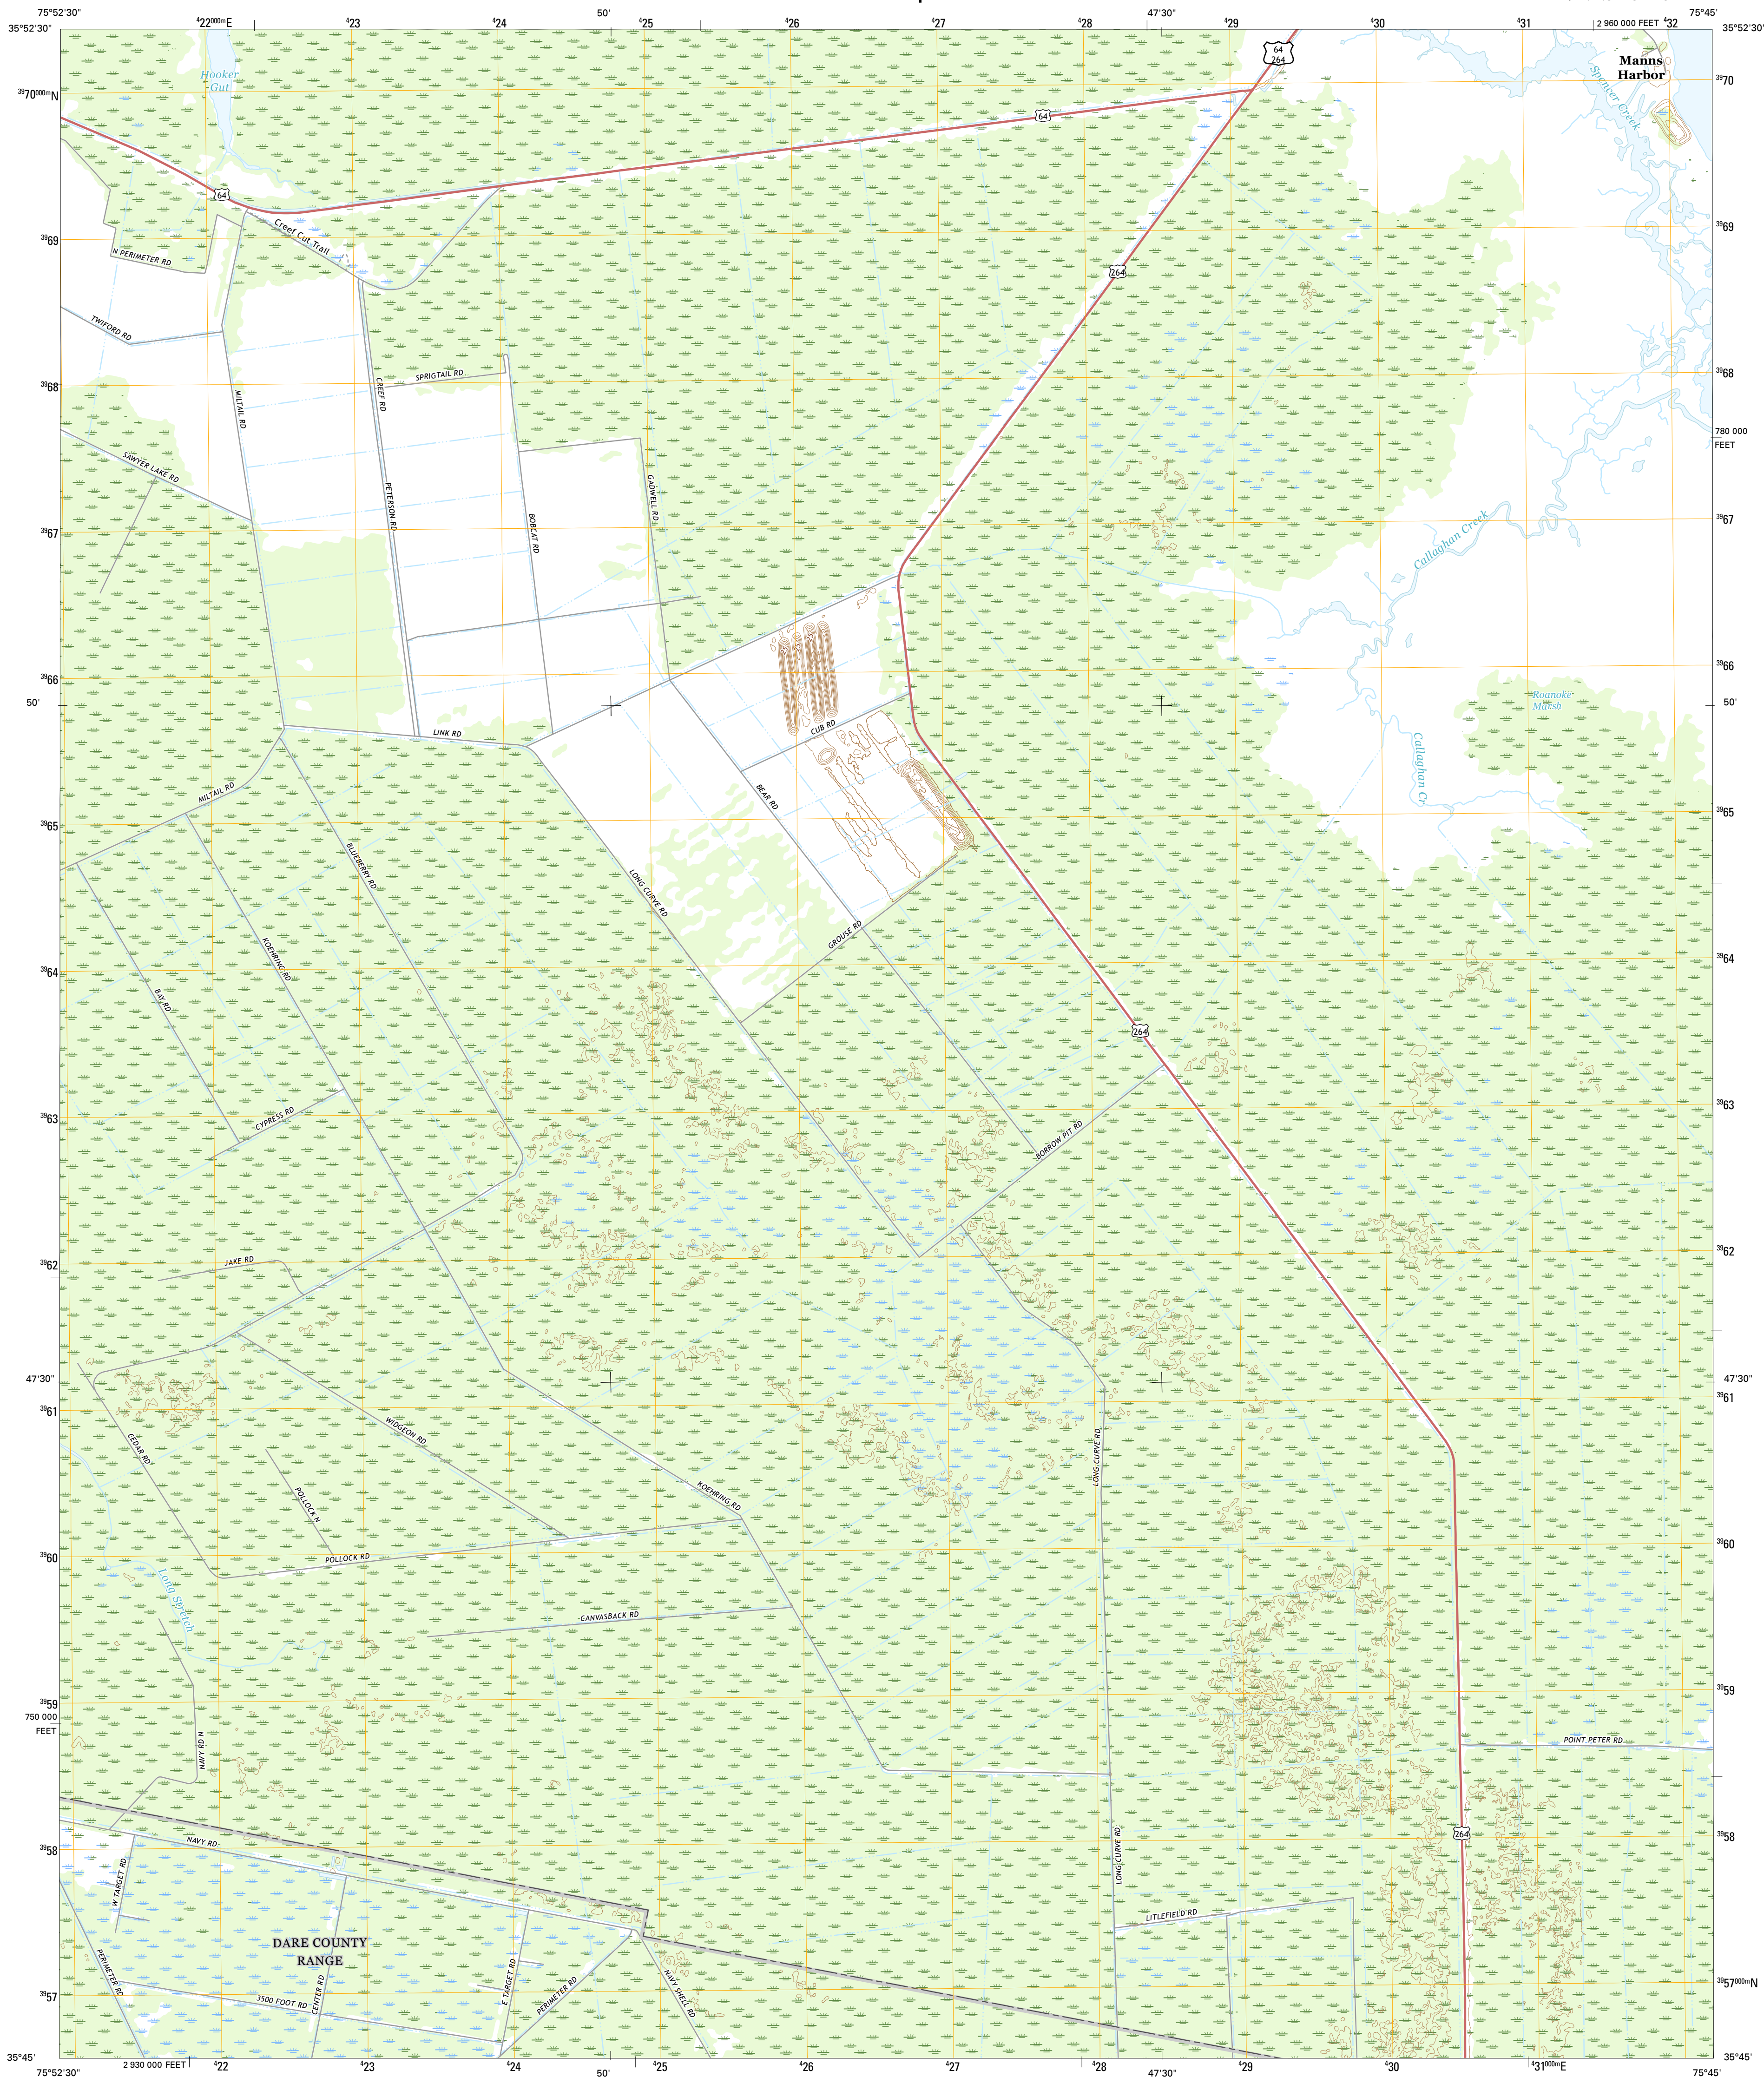 75°52'30"
⁴22⁰⁰⁰ᵐE
⁴23
⁴24
50'
⁴25
⁴26
⁴27
⁴28
47'30"
⁴29
⁴30
⁴31
2 960 000 FEET
⁴32
75°45'
35°52'30"
35°52'30"
64
264
Manns
Harbor
Hooker
Gut
Spencer Creek
³⁹70⁰⁰⁰ᵐN
³⁹70
64
64
Creef Cut Trail
³⁹69
³⁹69
N PERIMETER RD
264
TWIFORD RD
SPRIGTAIL RD
³⁹68
³⁹68
MILTAIL RD
CREEF RD
780 000
FEET
SAWYER LAKE RD
GADWELL RD
PETERSON RD
BOBCAT RD
³⁹67
³⁹67
Callaghan Creek
25
25
25
³⁹66
³⁹66
Roanoke
Marsh
50'
50'
LINK RD
CUB RD
Callaghan Cr
MILTAIL RD
BEAR RD
³⁹65
³⁹65
BLUEBERRY RD
LONG CURVE RD
GROUSE RD
KOEHRING RD
³⁹64
³⁹64
BAY RD
264
CYPRESS RD
³⁹63
³⁹63
BORROW PIT RD
JAKE RD
³⁹62
³⁹62
47'30"
47'30"
³⁹61
³⁹61
WIDGEON RD
CEDAR RD
LONG CURVE RD
KOEHRING RD
POLLOCK N
³⁹60
³⁹60
POLLOCK RD
Long Stretch
CANVASBACK RD
³⁹59
³⁹59
750 000
FEET
NAVY RD N
POINT PETER RD
264
³⁹58
³⁹58
NAVY RD
LONG CURVE RD
W TARGET RD
LITLEFIELD RD
DARE COUNTY
RANGE
PERIMETER RD
CENTER RD
E TARGET RD
PERIMETER RD
NAVY SHELL RD
³⁹57
³⁹57⁰⁰⁰ᵐN
3500 FOOT RD
35°45'
35°45'
2 930 000 FEET
⁴22
⁴23
⁴24
⁴25
⁴26
⁴27
⁴28
⁴29
⁴30
⁴31⁰⁰⁰ᵐE
75°52'30"
50'
47'30"
75°45'